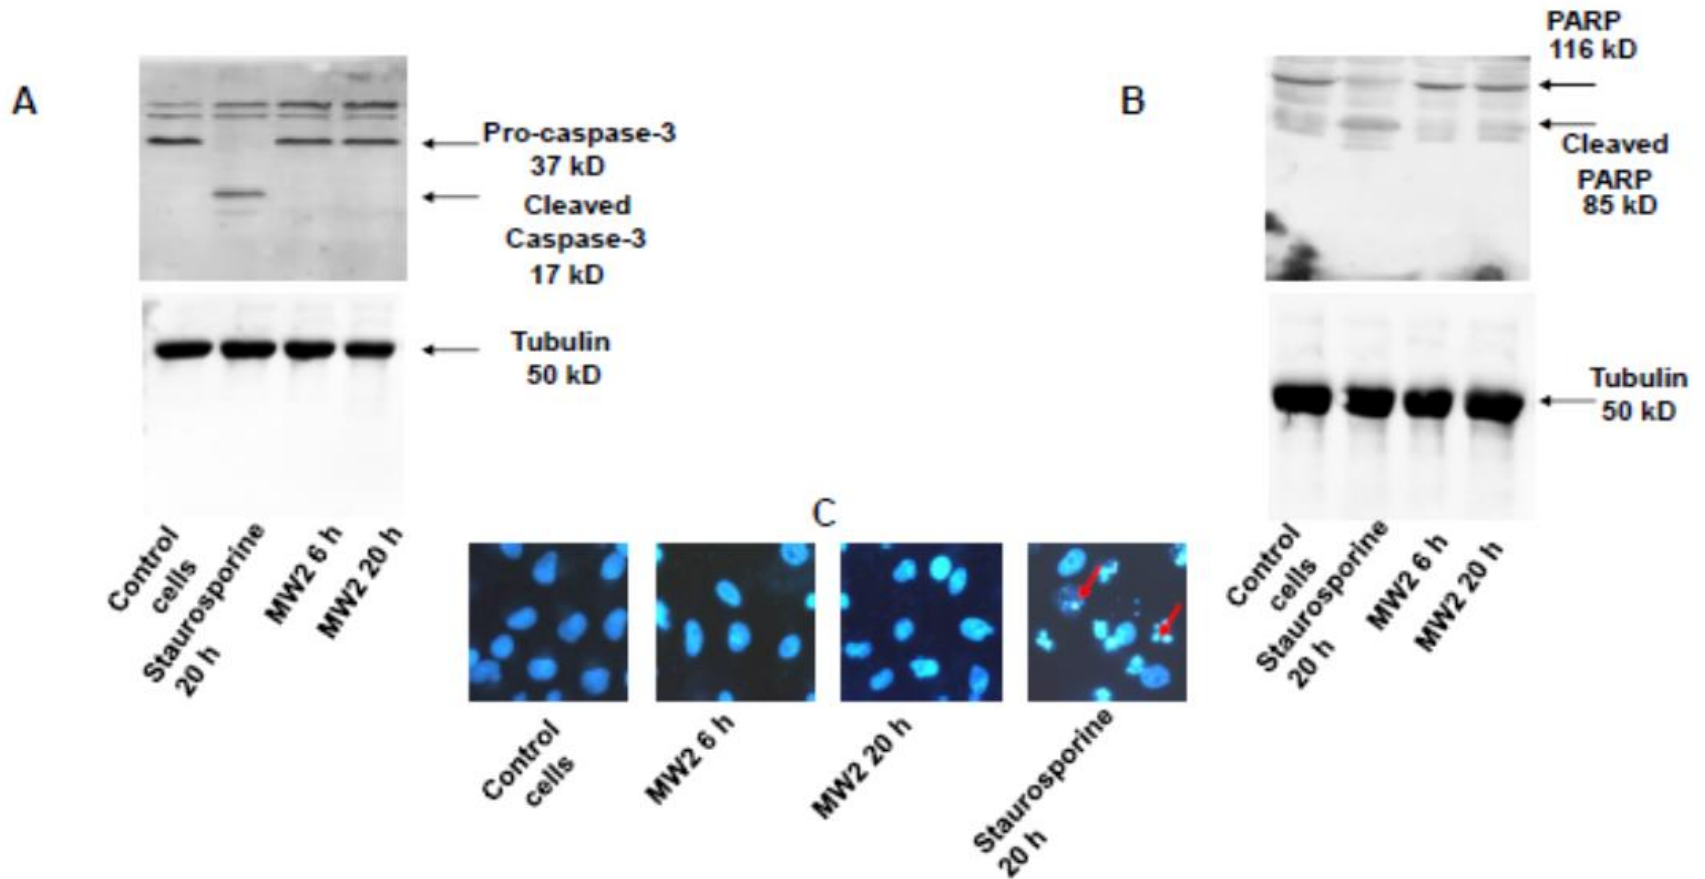 A
Pro-caspase-3
37 kD
Cleaved
Caspase-3
17 kD
Tubulin
50 kD
Control
cells
Staurosporine
20 h
MW2 6 h
MW2 20 h
B
PARP
116 kD
Cleaved
PARP
85 kD
Tubulin
50 kD
Control
cells
Staurosporine
20 h
MW2 6 h
MW2 20 h
C
Control
cells
MW2 6 h
MW2 20 h
Staurosporine
20 h